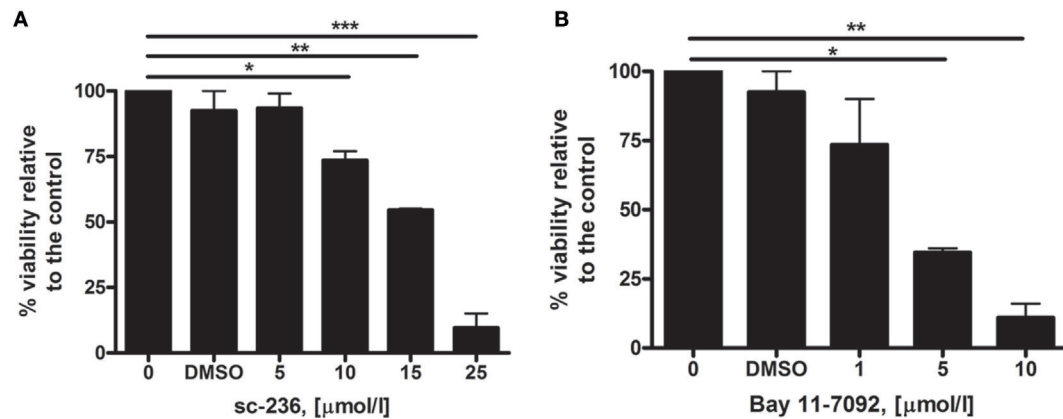 A
***
**
*
100
75
50
25
0
% viability relative
to the control
0 DMSO 5 10 15 25
sc-236, [μmol/l]
B
**
*
100
75
50
25
0
% viability relative
to the control
0 DMSO 1 5 10
Bay 11-7092, [μmol/l]